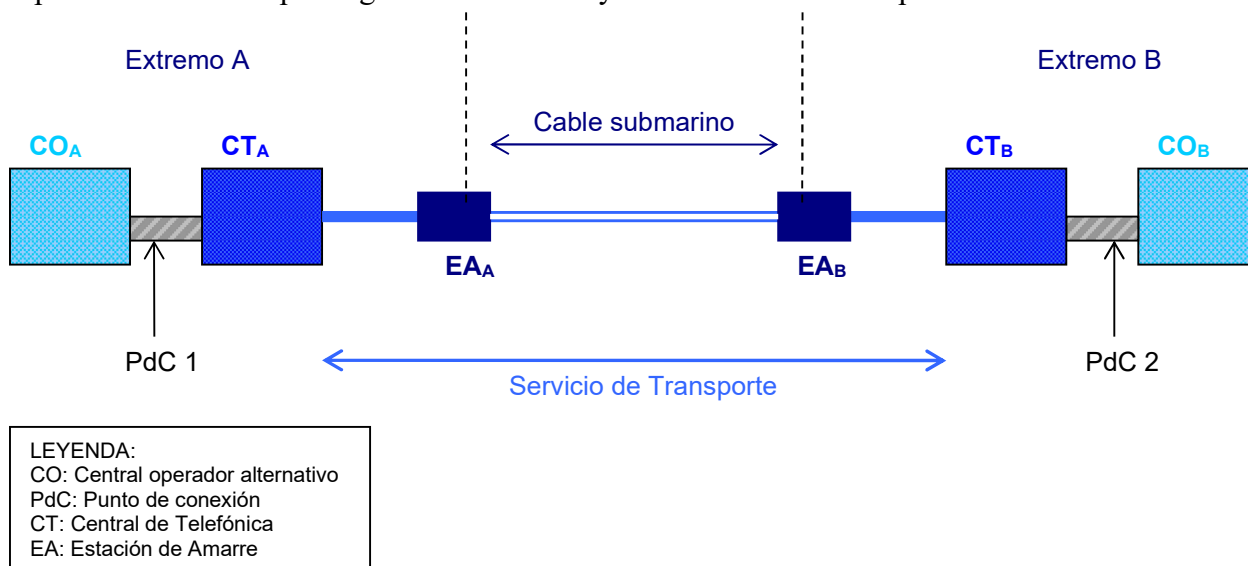 Extremo A
Extremo B
Cable submarino
COA
CTA
CTB
COB
EAA
EAB
PdC 1
PdC 2
Servicio de Transporte
LEYENDA:
CO: Central operador alternativo
PdC: Punto de conexión
CT: Central de Telefónica
EA: Estación de Amarre